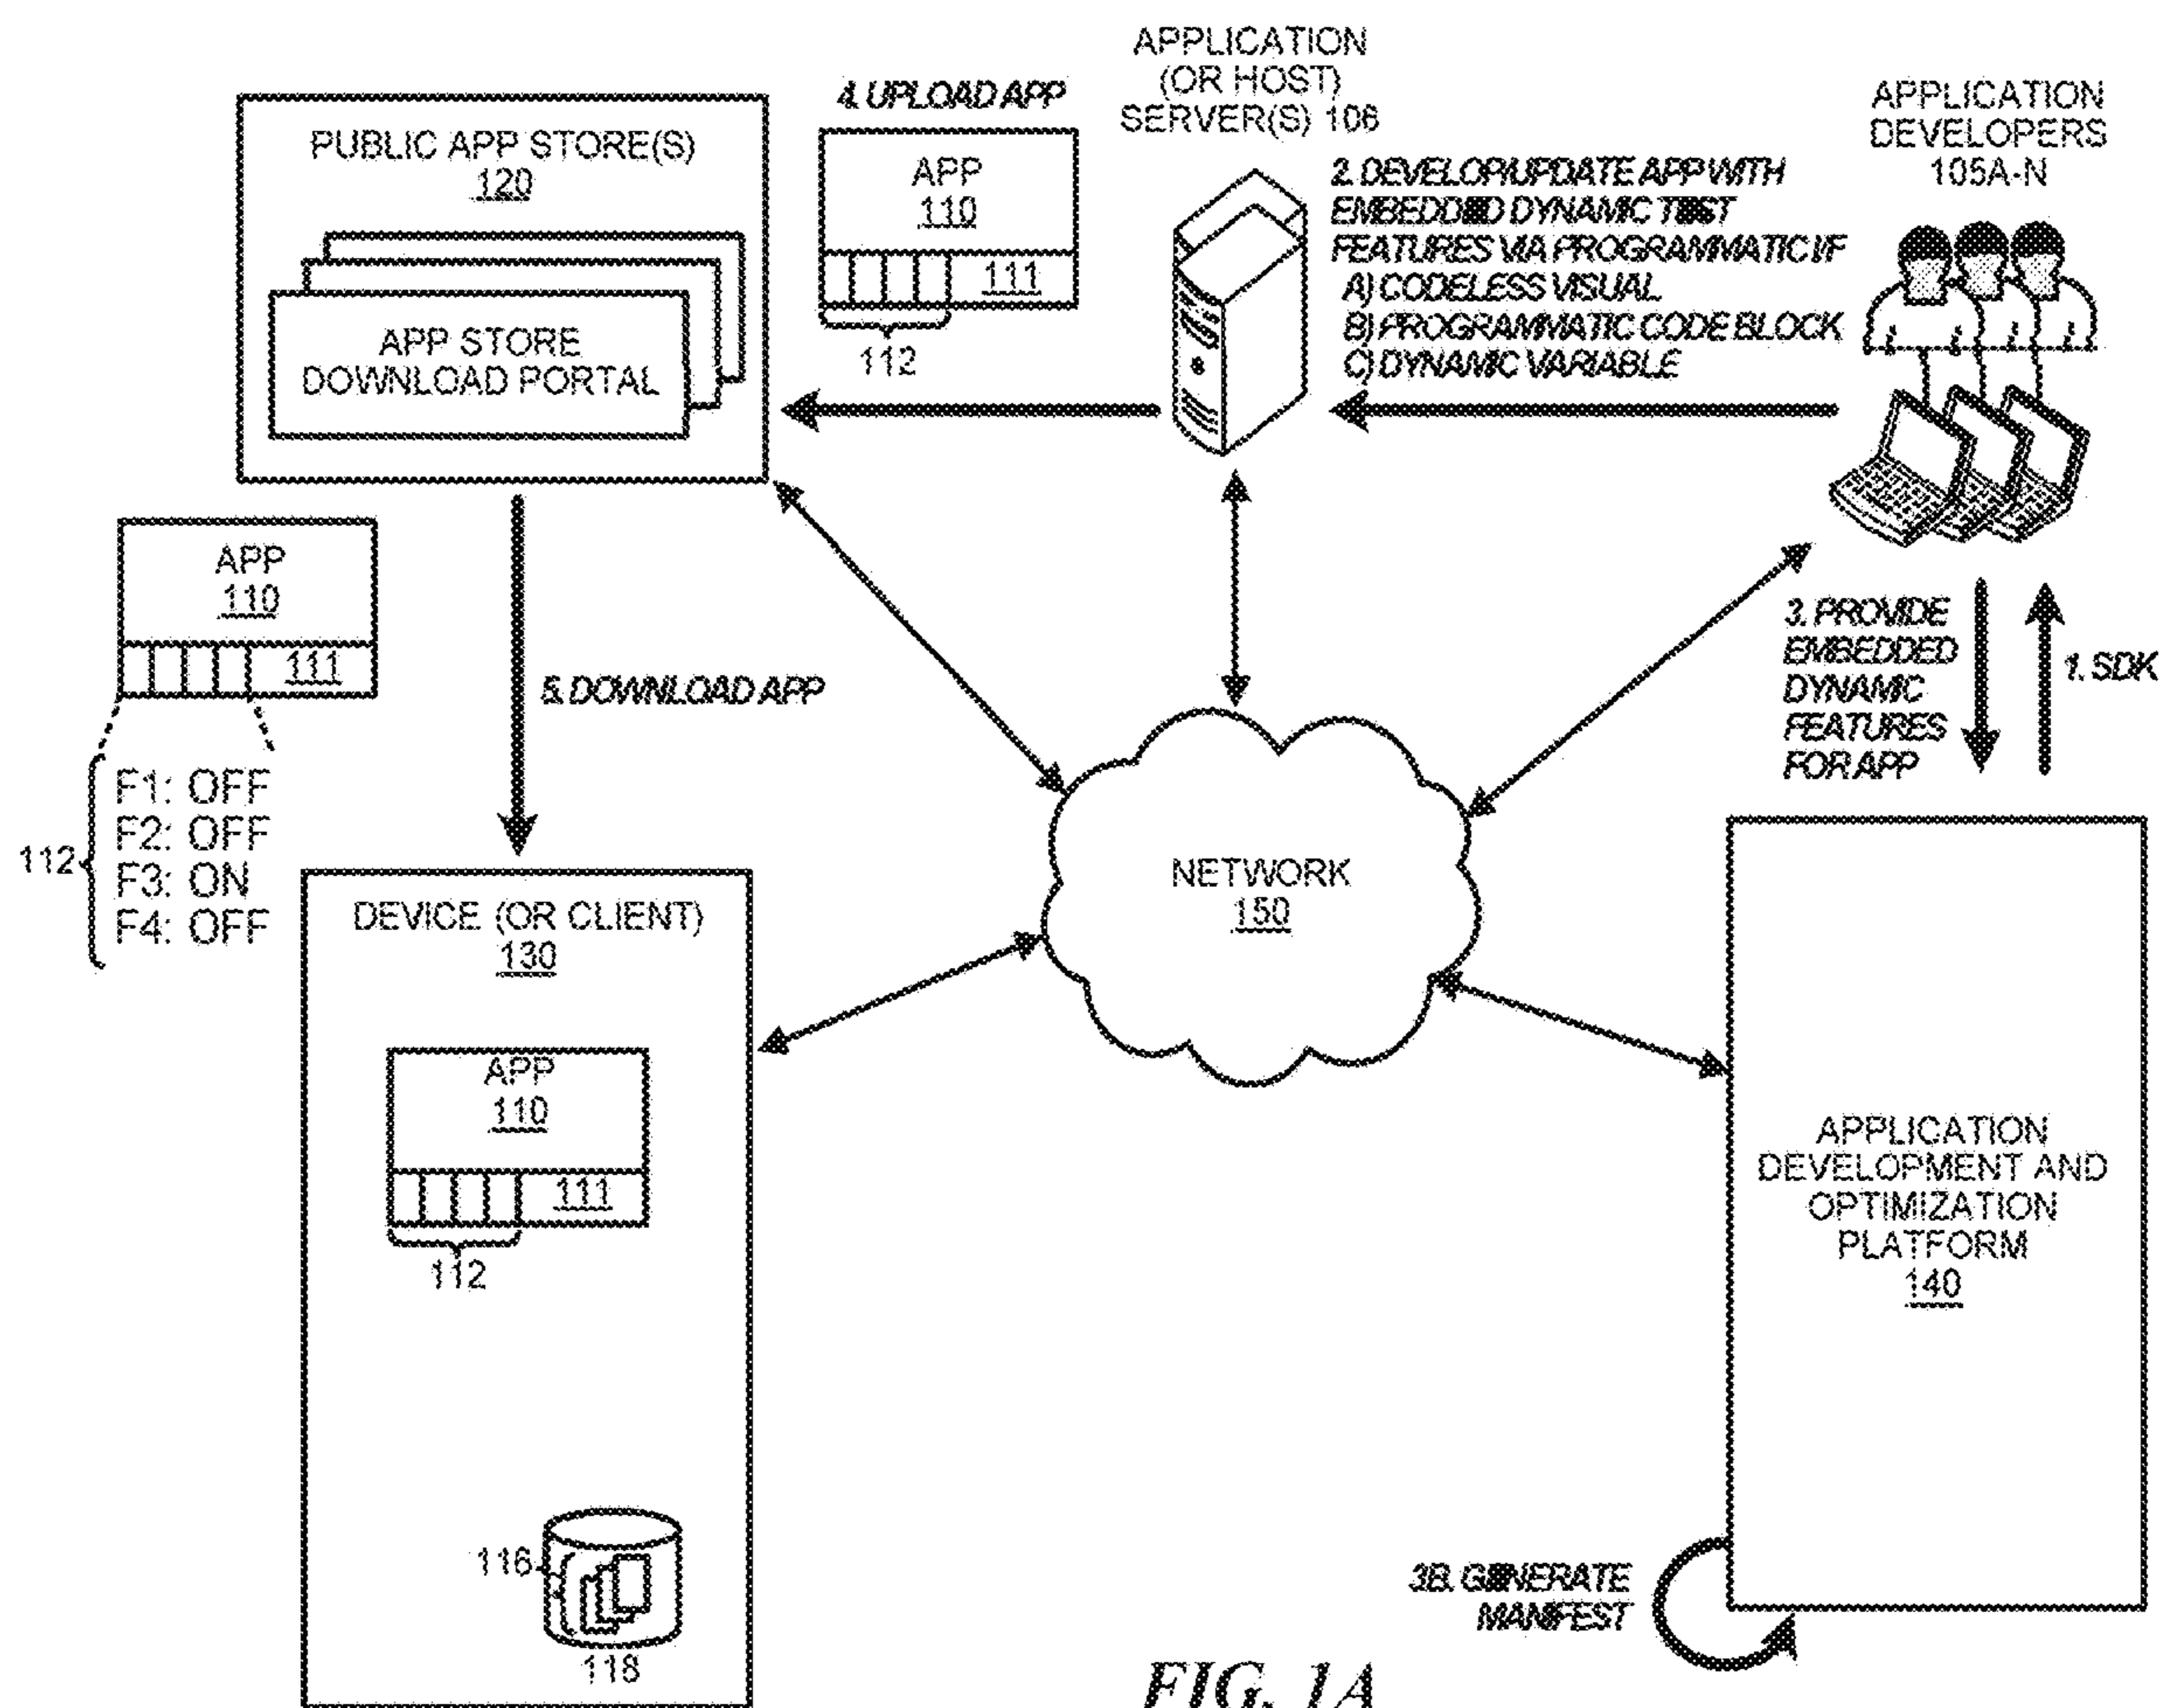 APPLICATION
(OR HOST)
SERVER(S) 106
APPLICATION
DEVELOPERS
105A-N
4. UPLOAD APP
PUBLIC APP STORE(S)
120
APP STORE
DOWNLOAD PORTAL
APP
110
111
112
2. DEVELOP/UPDATE APP WITH
EMBEDDED DYNAMIC TEST
FEATURES VIA PROGRAMMATIC I/F
A) CODELESS VISUAL
B) PROGRAMMATIC CODE BLOCK
C) DYNAMIC VARIABLE
APP
110
111
5. DOWNLOAD APP
3. PROVIDE
EMBEDDED
DYNAMIC
FEATURES
FOR APP
1. SDK
112
F1: OFF
F2: OFF
F3: ON
F4: OFF
NETWORK
150
DEVICE (OR CLIENT)
130
APP
110
111
112
116
118
APPLICATION
DEVELOPMENT AND
OPTIMIZATION
PLATFORM
140
3B. GENERATE
MANIFEST
FIG. 1A